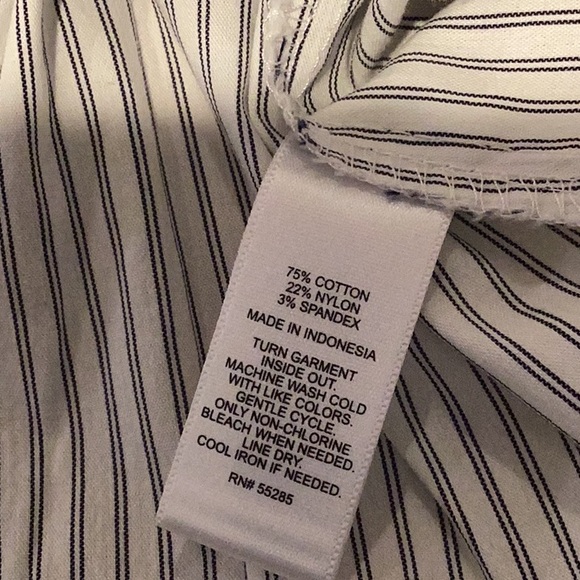 75% COTTON
22% NYLON
3% SPANDEX
MADE IN INDONESIA
TURN GARMENT
INSIDE OUT.
MACHINE WASH COLD
WITH LIKE COLORS.
GENTLE CYCLE.
ONLY NON-CHLORINE
BLEACH WHEN NEEDED.
LINE DRY.
COOL IRON IF NEEDED.
RN# 55285